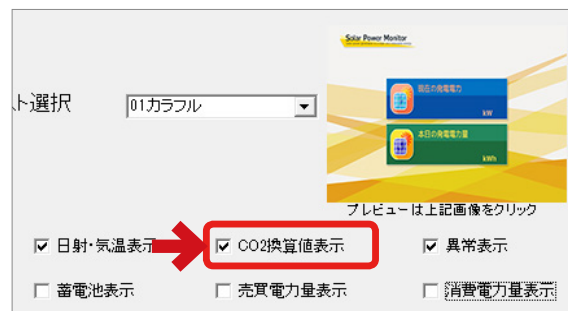 Solar Power Monitor
ト選択
01カラフル
現在の発電電力
kW
本日の発電電力量
kWh
プレビューは上記画像をクリック
日射・気温表示
CO2換算値表示
異常表示
蓄電池表示
売買電力量表示
消費電力量表示